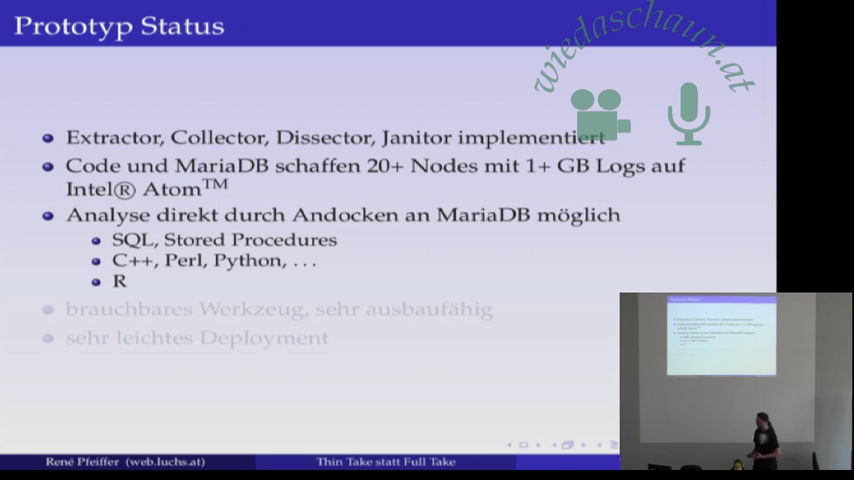 Prototyp Status
wiedaschaun.at
Extractor, Collector, Dissector, Janitor implementiert
Code und MariaDB schaffen 20+ Nodes mit 1+ GB Logs auf
Intel® Atom™
Analyse direkt durch Andocken an MariaDB möglich
SQL, Stored Procedures
C++, Perl, Python, ...
R
brauchbares Werkzeug, sehr ausbaufähig
sehr leichtes Deployment
René Pfeiffer (web.luchs.at)
Thin Take statt Full Take
Prototyp Status